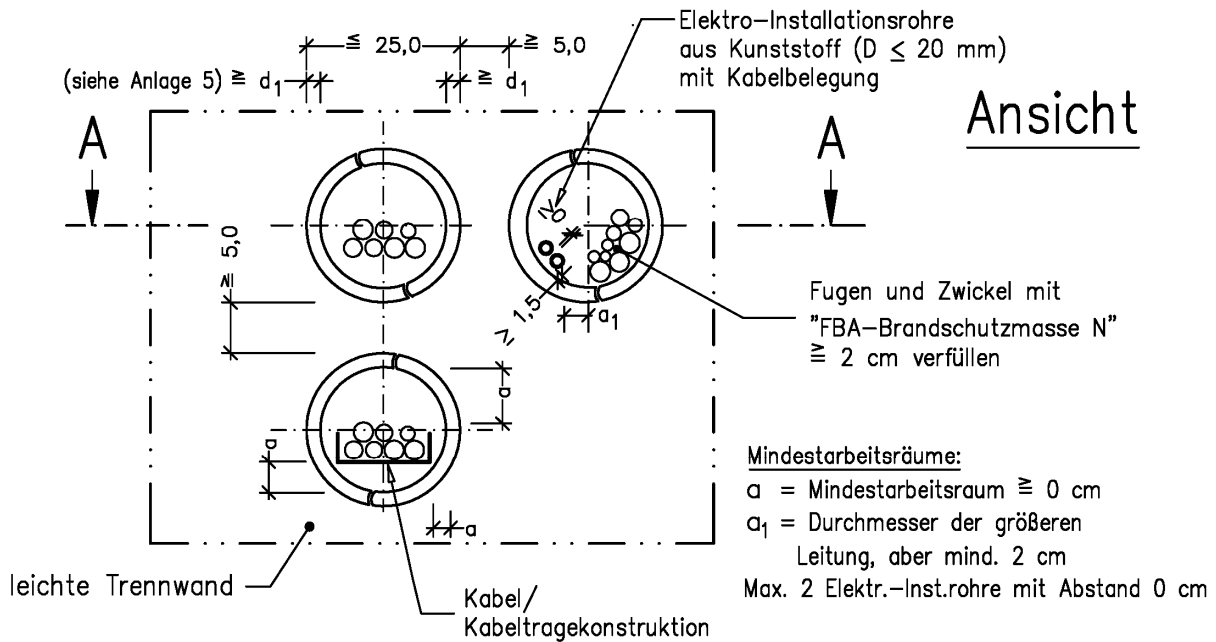 ≦ 25,0
≧ 5,0
(siehe Anlage 5) ≧ d₁
≧ d₁
Elektro–Installationsrohre
aus Kunststoff (D ≤ 20 mm)
mit Kabelbelegung
Ansicht
A
A
≥0
≧ 5,0
≥ 1,5
a₁
Fugen und Zwickel mit
"FBA–Brandschutzmasse N"
≧ 2 cm verfüllen
a
a
a
Mindestarbeitsräume:
a = Mindestarbeitsraum ≧ 0 cm
a₁ = Durchmesser der größeren
Leitung, aber mind. 2 cm
Max. 2 Elektr.–Inst.rohre mit Abstand 0 cm
leichte Trennwand
Kabel/
Kabeltragekonstruktion